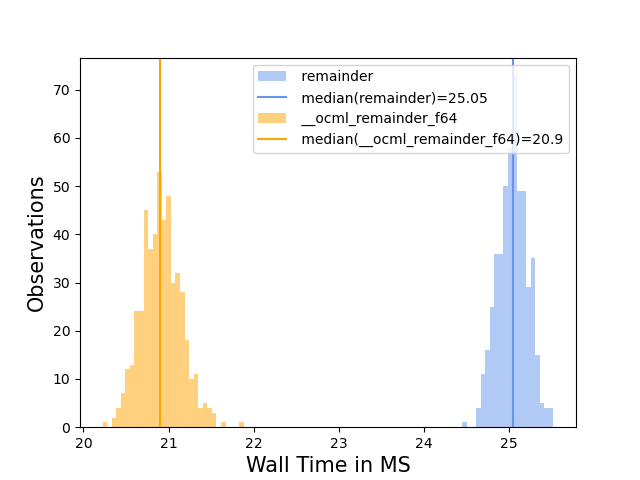 70
60
50
40
30
20
10
0
Observations
remainder
median(remainder)=25.05
__ocml_remainder_f64
median(__ocml_remainder_f64)=20.9
20 21 22 23 24 25
Wall Time in MS